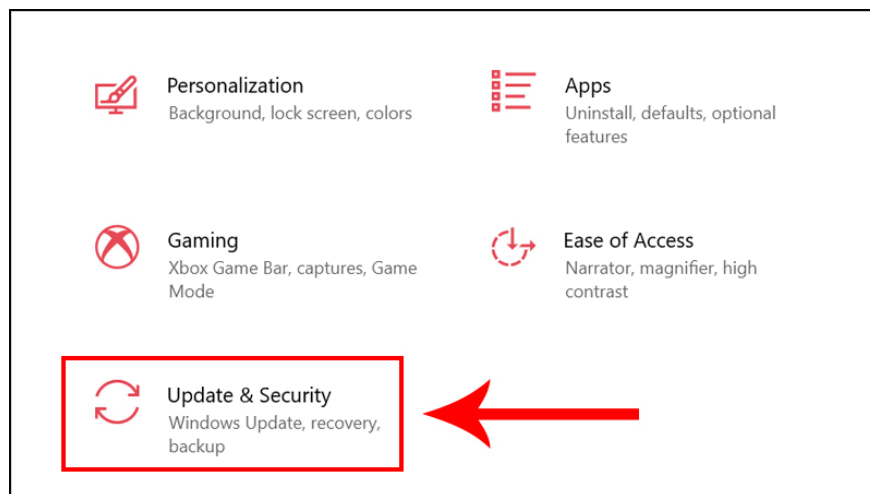 Personalization
Background, lock screen, colors
Apps
Uninstall, defaults, optional
features
Gaming
Xbox Game Bar, captures, Game
Mode
Ease of Access
Narrator, magnifier, high
contrast
Update & Security
Windows Update, recovery,
backup